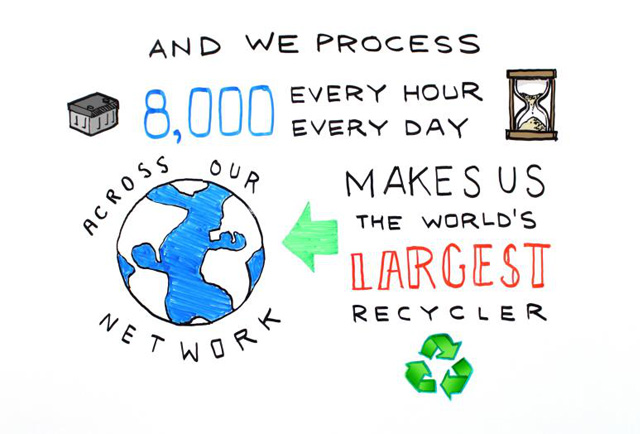 AND WE PROCESS
8,000
EVERY HOUR
EVERY DAY
ACROSS OUR
NETWORK
MAKES US
THE WORLD'S
LARGEST
RECYCLER